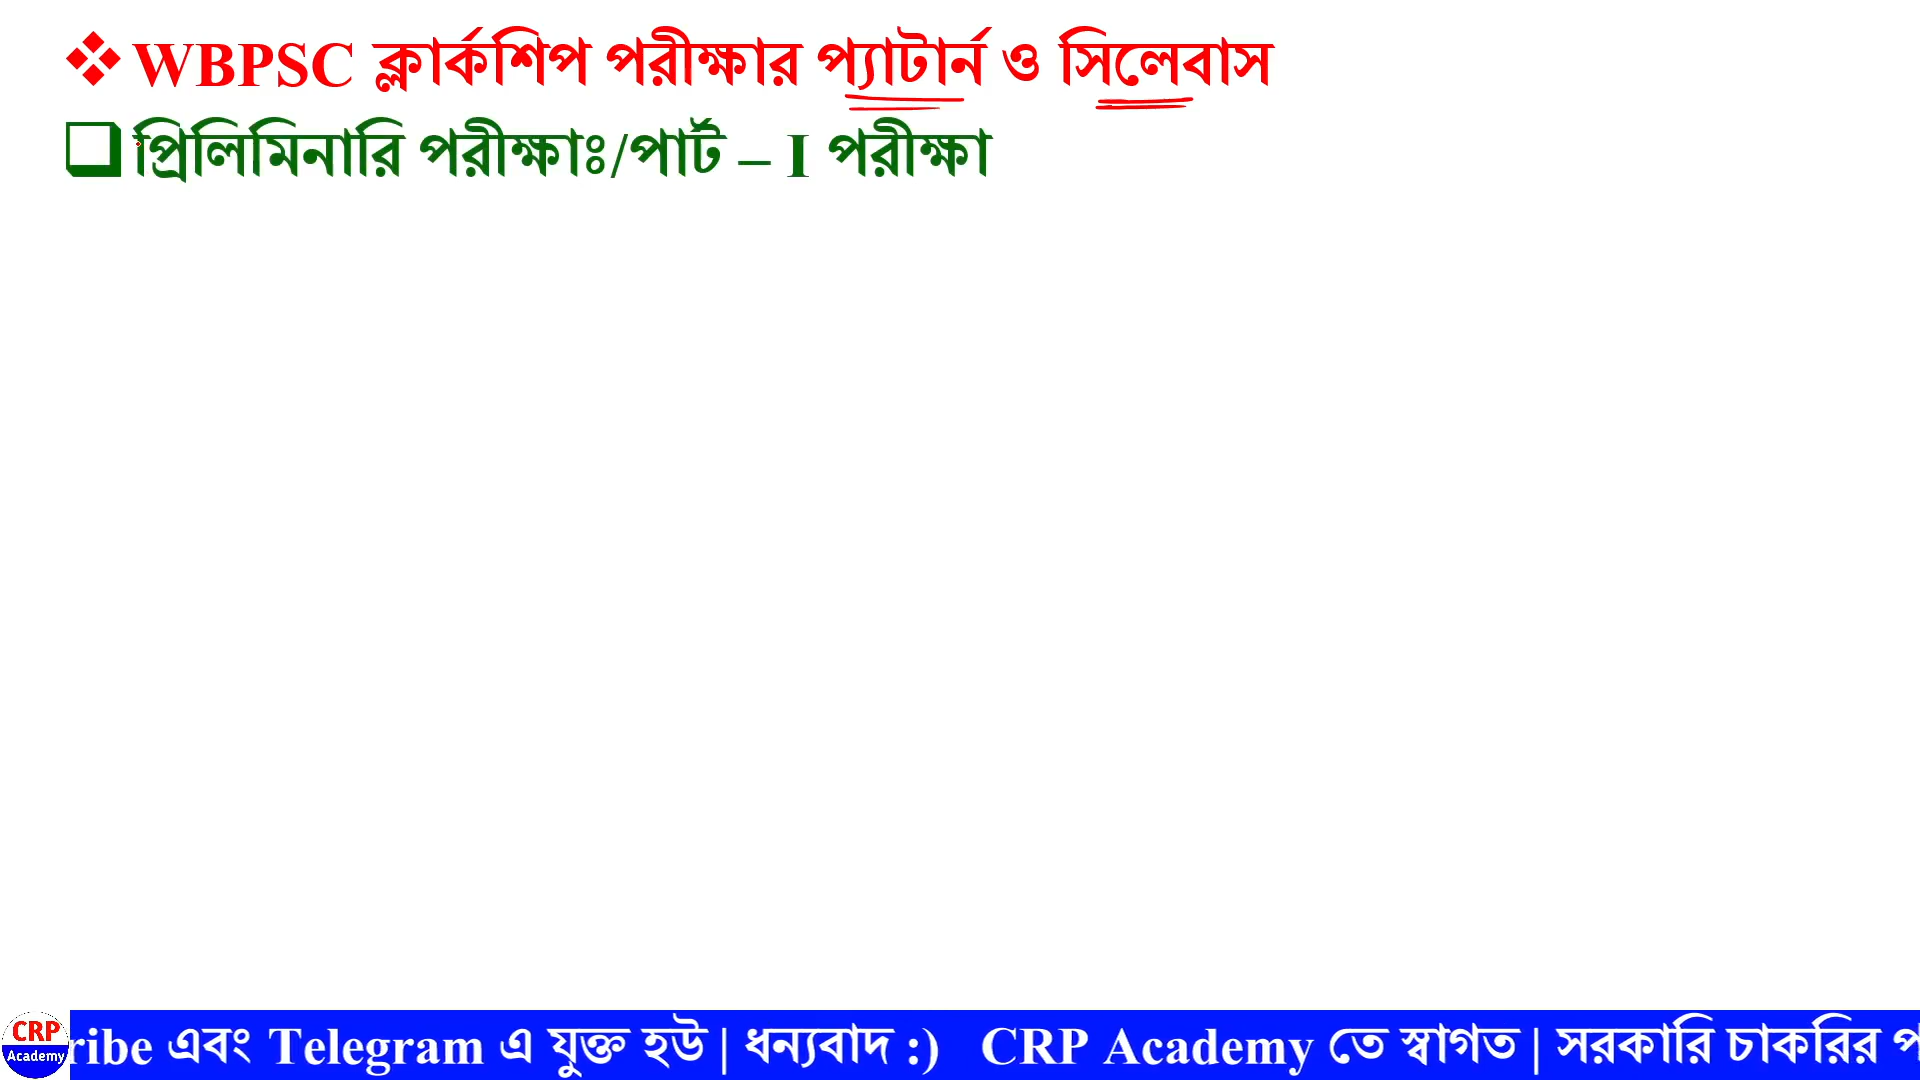 WBPSC ক্লার্কশিপ পরীক্ষার প্যাটার্ন ও সিলেবাস
প্রিলিমিনারি পরীক্ষাঃ/পার্ট – I পরীক্ষা
CRP
Academy
ribe এবং Telegram এ যুক্ত হউ | ধন্যবাদ :) CRP Academy তে স্বাগত | সরকারি চাকরির প